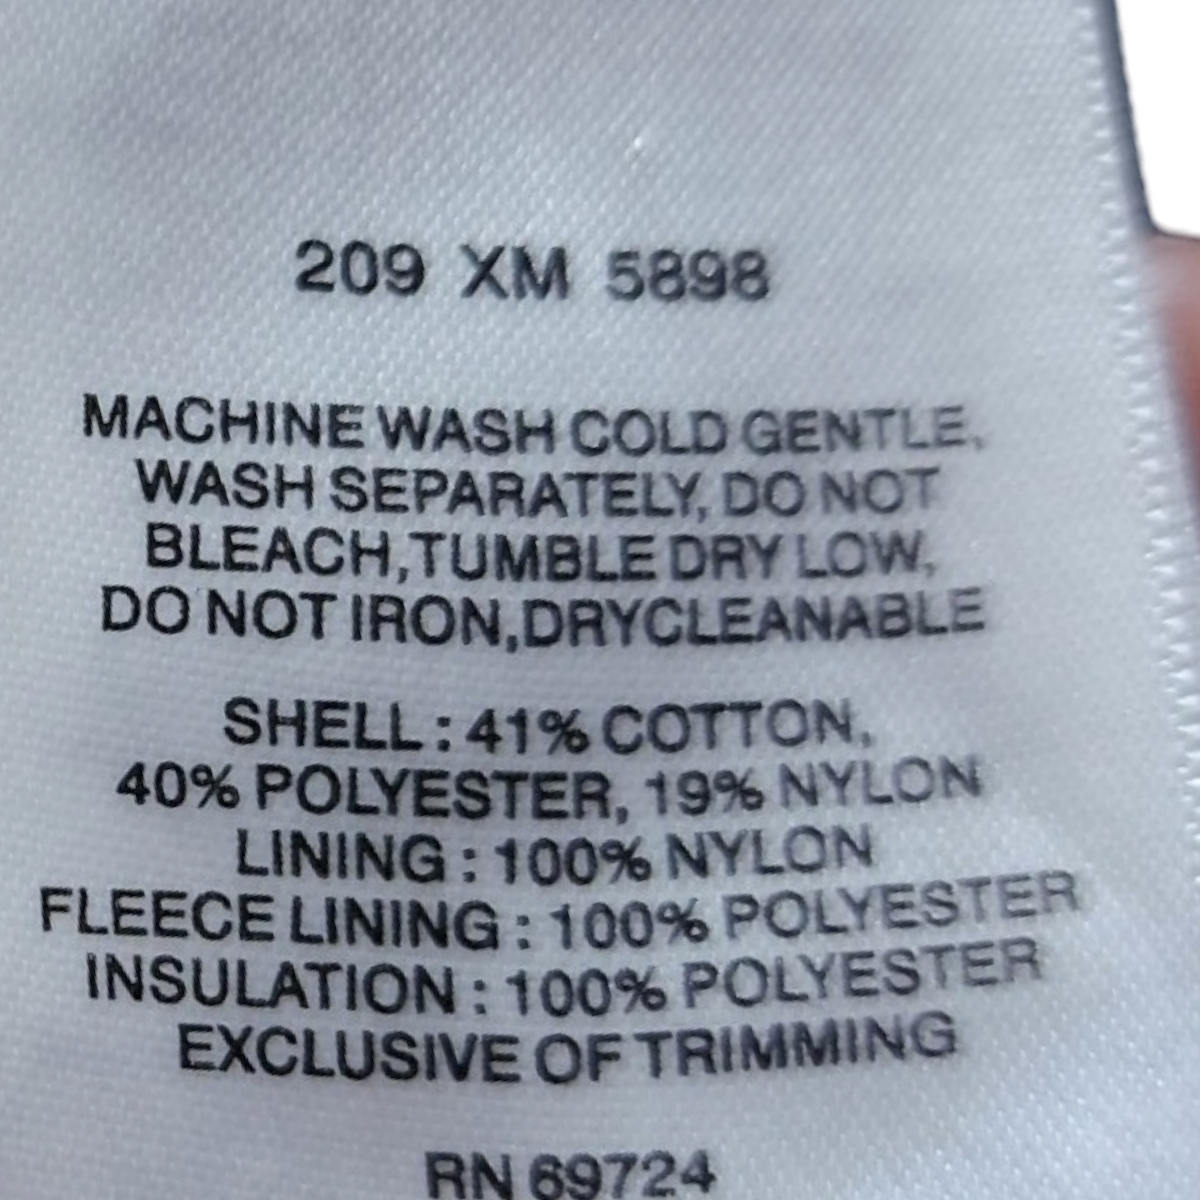 209 XM 5898
MACHINE WASH COLD GENTLE,
WASH SEPARATELY, DO NOT
BLEACH,TUMBLE DRY LOW,
DO NOT IRON,DRYCLEANABLE
SHELL : 41% COTTON,
40% POLYESTER, 19% NYLON
LINING : 100% NYLON
FLEECE LINING : 100% POLYESTER
INSULATION : 100% POLYESTER
EXCLUSIVE OF TRIMMING
RN 69724